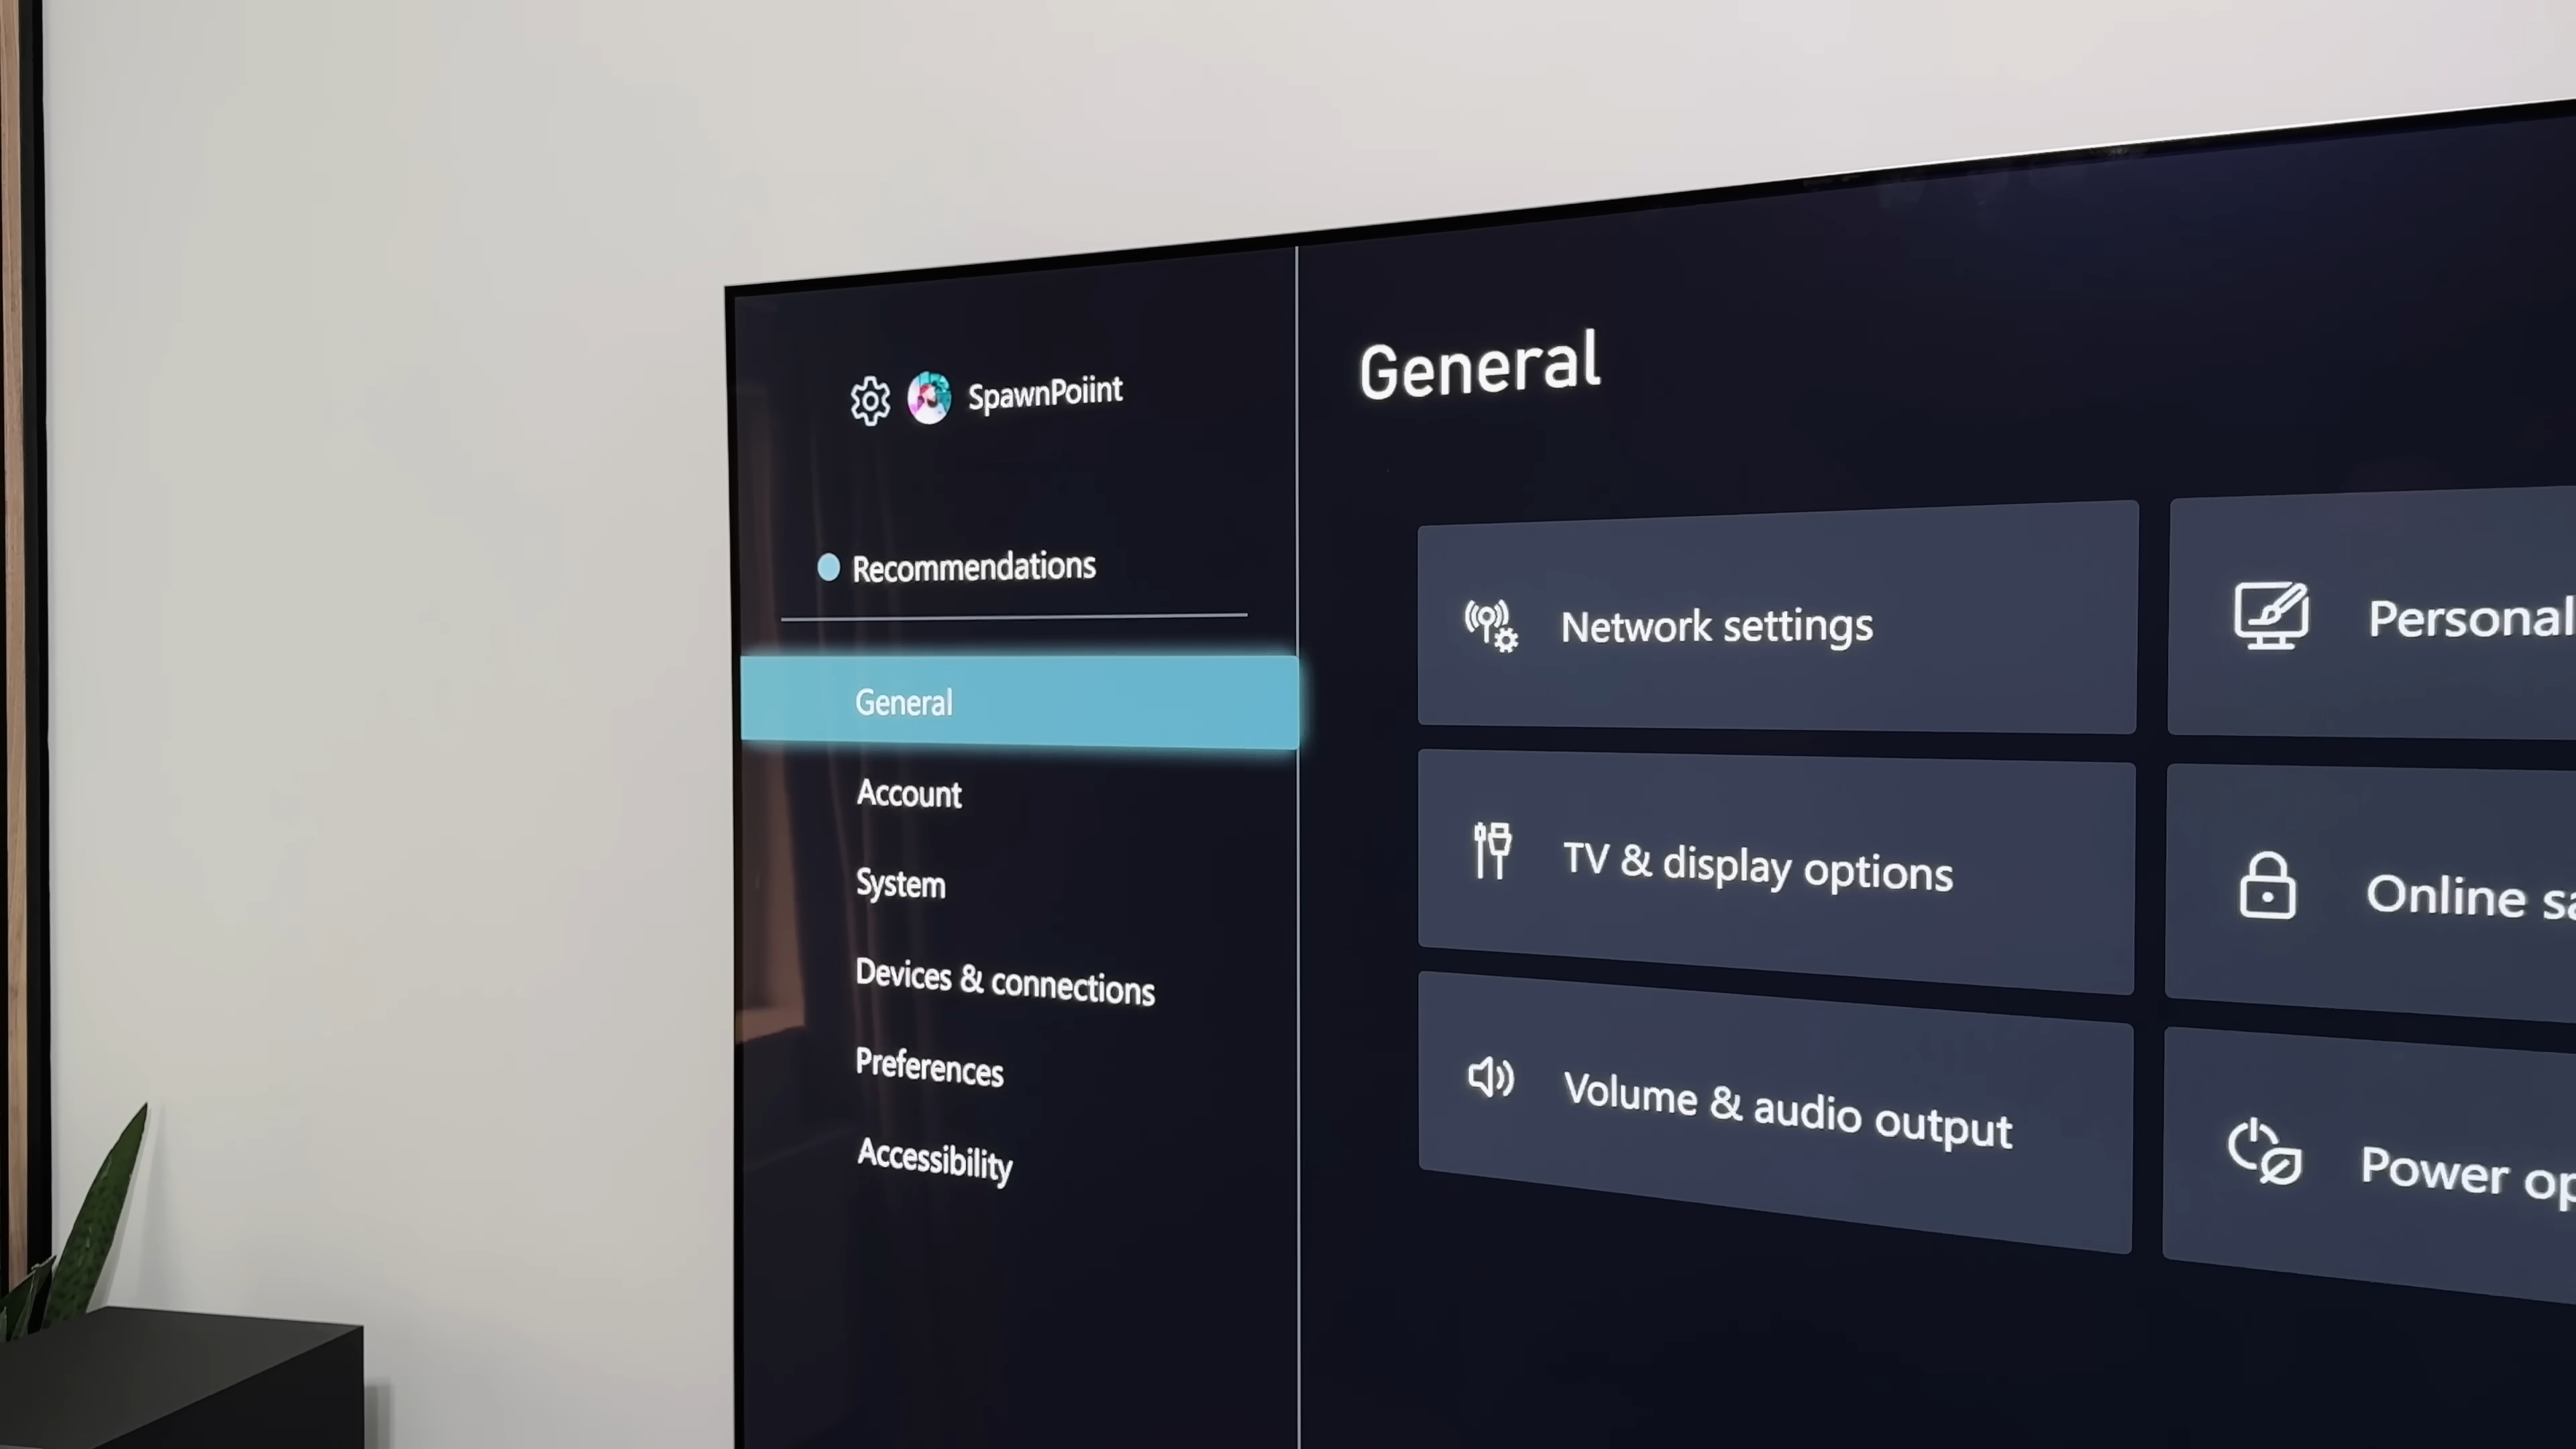 SpawnPoiint
Recommendations
General
Account
System
Devices & connections
Preferences
Accessibility
General
Network settings
TV & display options
Volume & audio output
Personal
Online sa
Power op